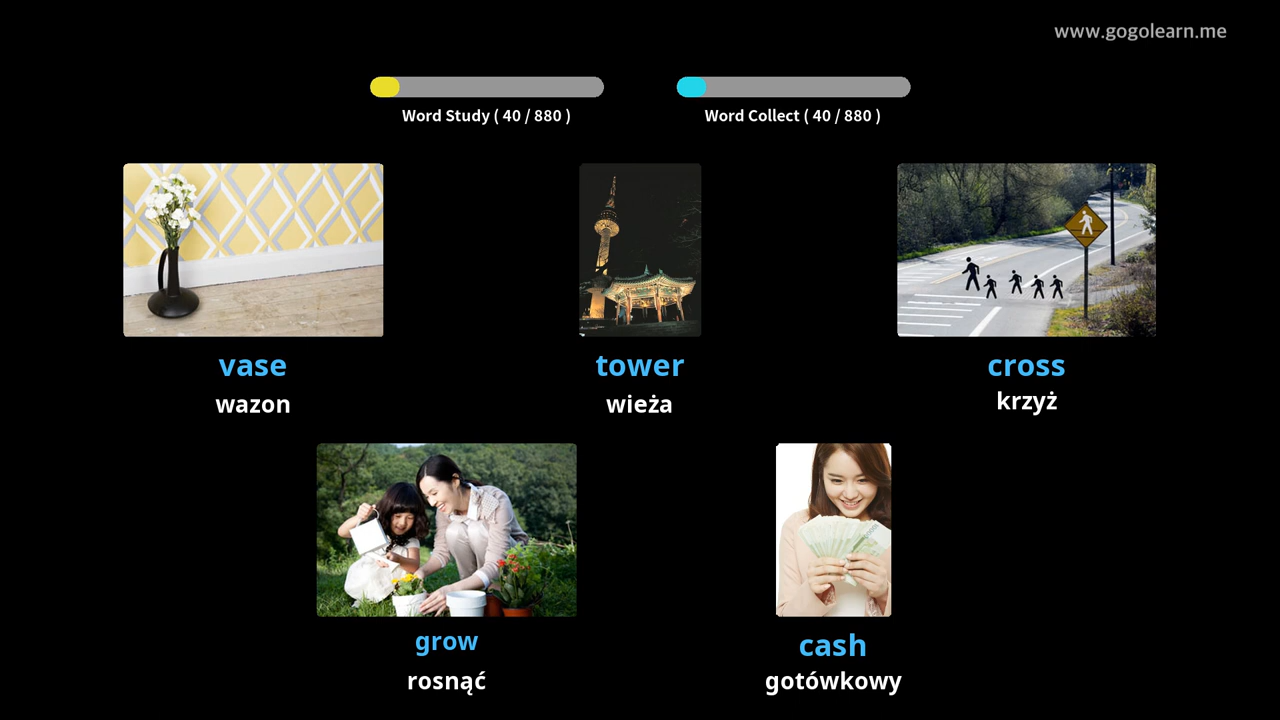 www.gogolearn.me
Word Study ( 40 / 880 )
Word Collect ( 40 / 880 )
vase
wazon
tower
wieża
cross
krzyż
grow
rosnąć
cash
gotówkowy